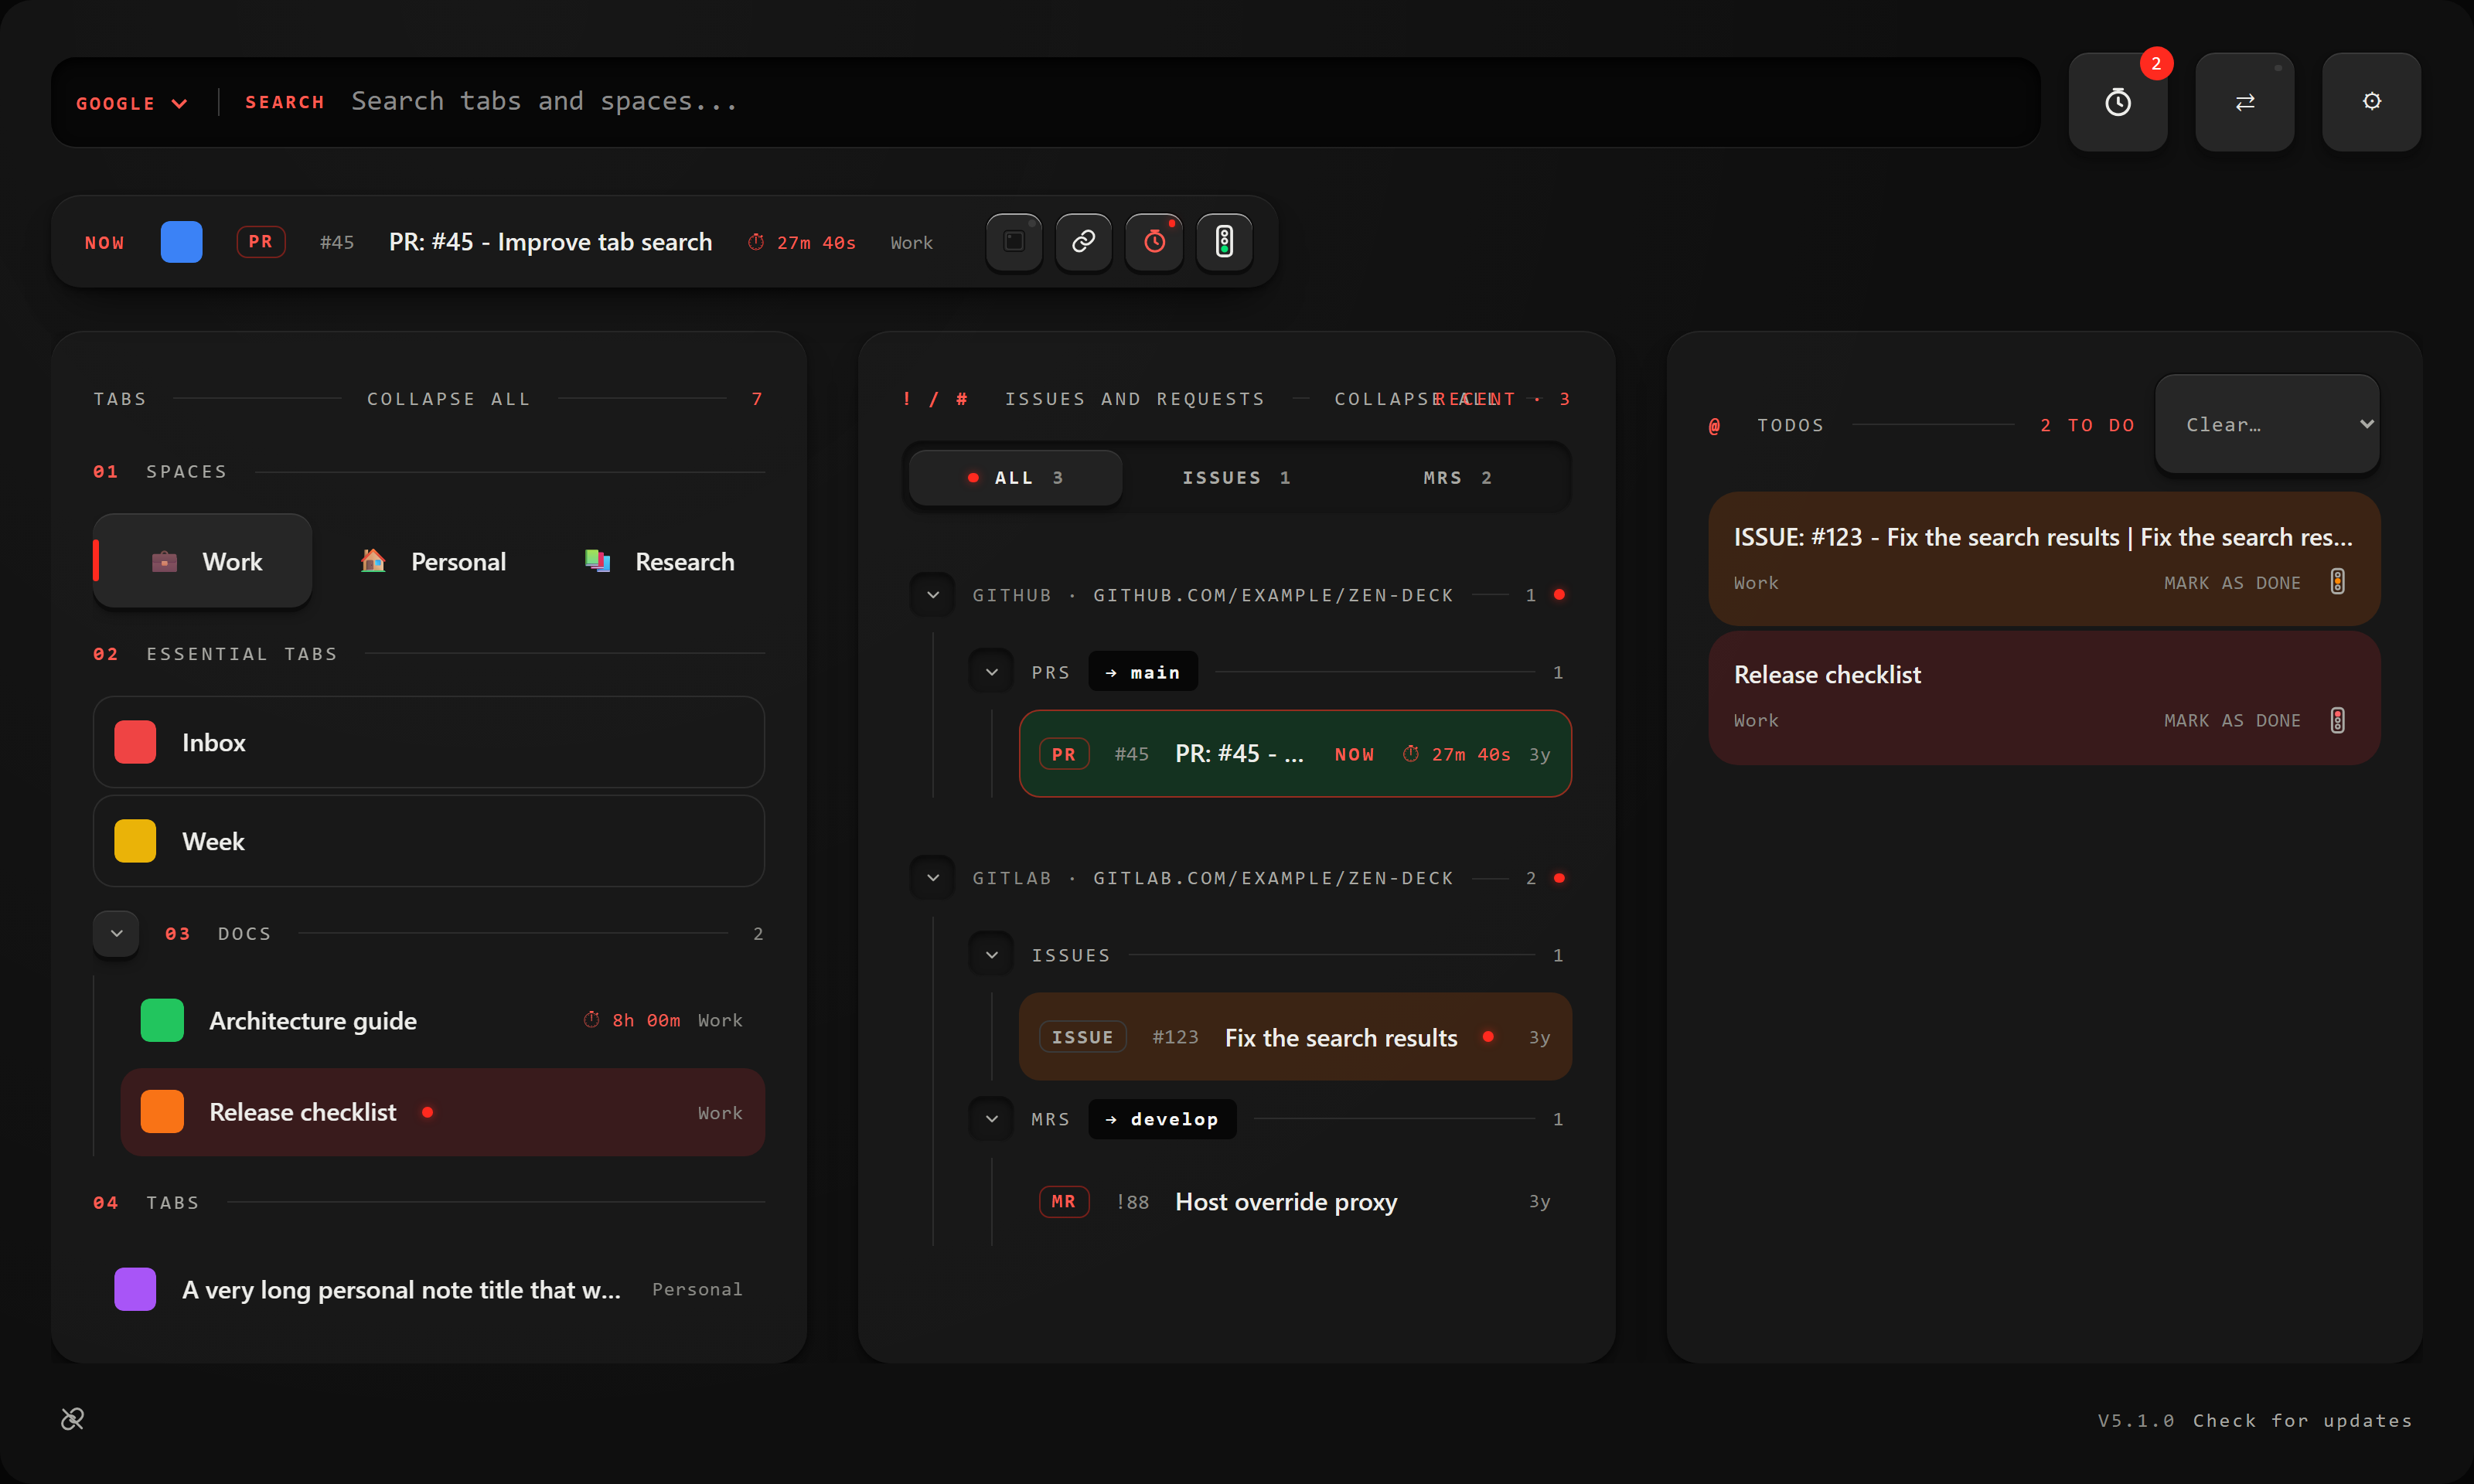 GOOGLE SEARCH Search tabs and spaces...
2
NOW PR #45 PR: #45 - Improve tab search 27m 40s Work
TABS COLLAPSE ALL 7
01 SPACES
Work Personal Research
02 ESSENTIAL TABS
Inbox
Week
03 DOCS 2
Architecture guide 8h 00m Work
Release checklist Work
04 TABS
A very long personal note title that w... Personal
! / # ISSUES AND REQUESTS COLLAPSE ALL RECENT · 3
ALL 3 ISSUES 1 MRS 2
GITHUB · GITHUB.COM/EXAMPLE/ZEN-DECK 1
PRS → main 1
PR #45 PR: #45 - ... NOW 27m 40s 3y
GITLAB · GITLAB.COM/EXAMPLE/ZEN-DECK 2
ISSUES 1
ISSUE #123 Fix the search results 3y
MRS → develop 1
MR !88 Host override proxy 3y
@ TODOS 2 TO DO Clear…
ISSUE: #123 - Fix the search results | Fix the search res...
Work MARK AS DONE
Release checklist
Work MARK AS DONE
V5.1.0 Check for updates